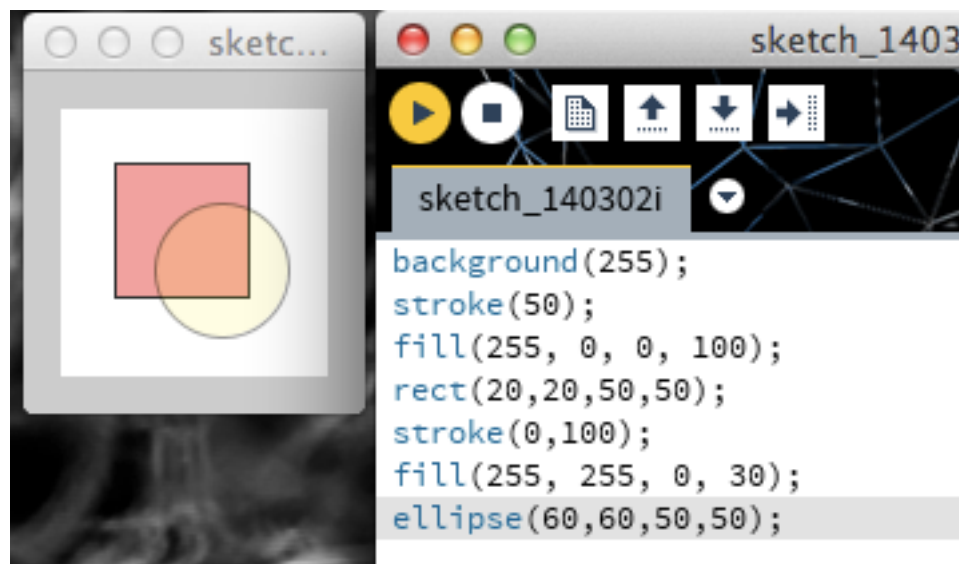 sketc...
sketch_1403
sketch_140302i
background(255);
stroke(50);
fill(255, 0, 0, 100);
rect(20,20,50,50);
stroke(0,100);
fill(255, 255, 0, 30);
ellipse(60,60,50,50);